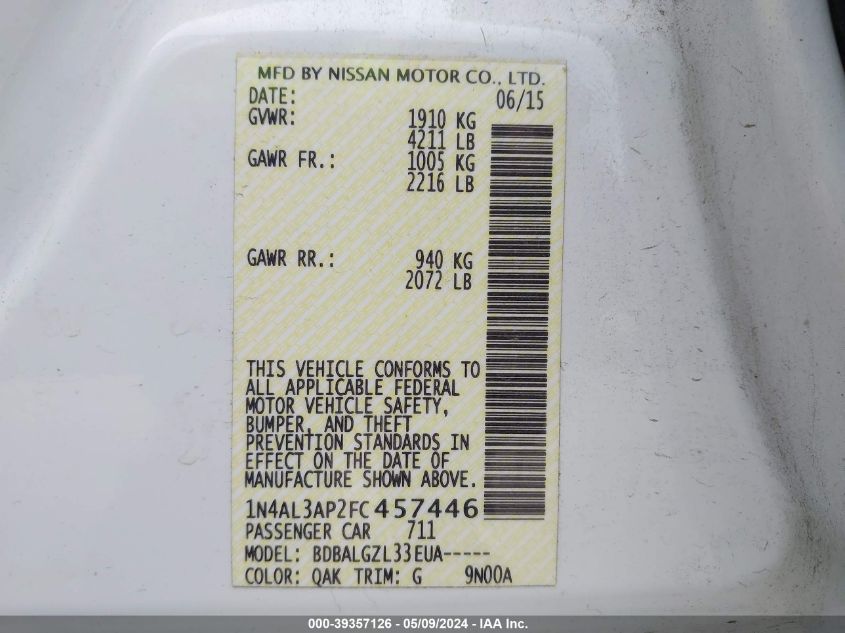 MFD BY NISSAN MOTOR CO., LTD.
DATE: 06/15
GVWR: 1910 KG
4211 LB
GAWR FR.: 1005 KG
2216 LB
GAWR RR.: 940 KG
2072 LB
THIS VEHICLE CONFORMS TO
ALL APPLICABLE FEDERAL
MOTOR VEHICLE SAFETY,
BUMPER, AND THEFT
PREVENTION STANDARDS IN
EFFECT ON THE DATE OF
MANUFACTURE SHOWN ABOVE.
1N4AL3AP2FC457446
PASSENGER CAR 711
MODEL: BDBALGZL33EUA-----
COLOR: QAK TRIM: G 9N00A
000-39357126 - 05/09/2024 - IAA Inc.